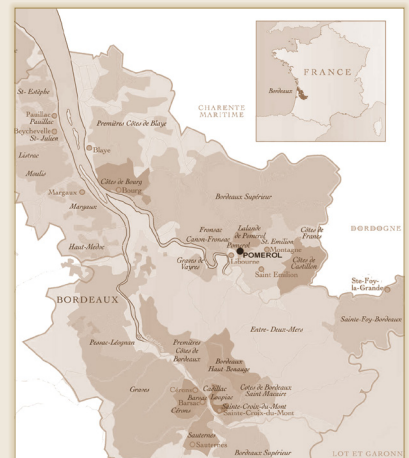 FRANCE
Bordeaux
CHARENTE
MARITIME
St- Estèphe
Premières Côtes de Blaye
Pauillac
Pauillac
Beychevelle
St- Julien
Blaye
Listrac
Moulis
Côtes de Bourg
Bourg
Margaux
Margaux
Bordeaux Supérieur
Haut-Médoc
Fronsac
Canon-Fronsac
Lalande
de Pomerol
Pomerol
POMEROL
St. Emilion
Montagne
Côtes de
Francs
DORDOGNE
Graves de
Vayres
Libourne
Saint Emilion
Côtes de
Castillon
Ste-Foy-
la-Grande
BORDEAUX
Sainte-Foy-Bordeaux
Entre-Deux-Mers
Pessac-Léognan
Premières
Côtes de
Bordeaux
Bordeaux
Haut Benauge
Graves
Cérons
Cadillac
Cotes de Bordeaux
Saint Macaire
Barsac
Barsac
Loupiac
Cérons
Sainte-Croix-du-Mont
Sainte-Croix-du-Mont
Sauternes
Sauternes
Bordeaux Supérieur
LOT ET GARONN